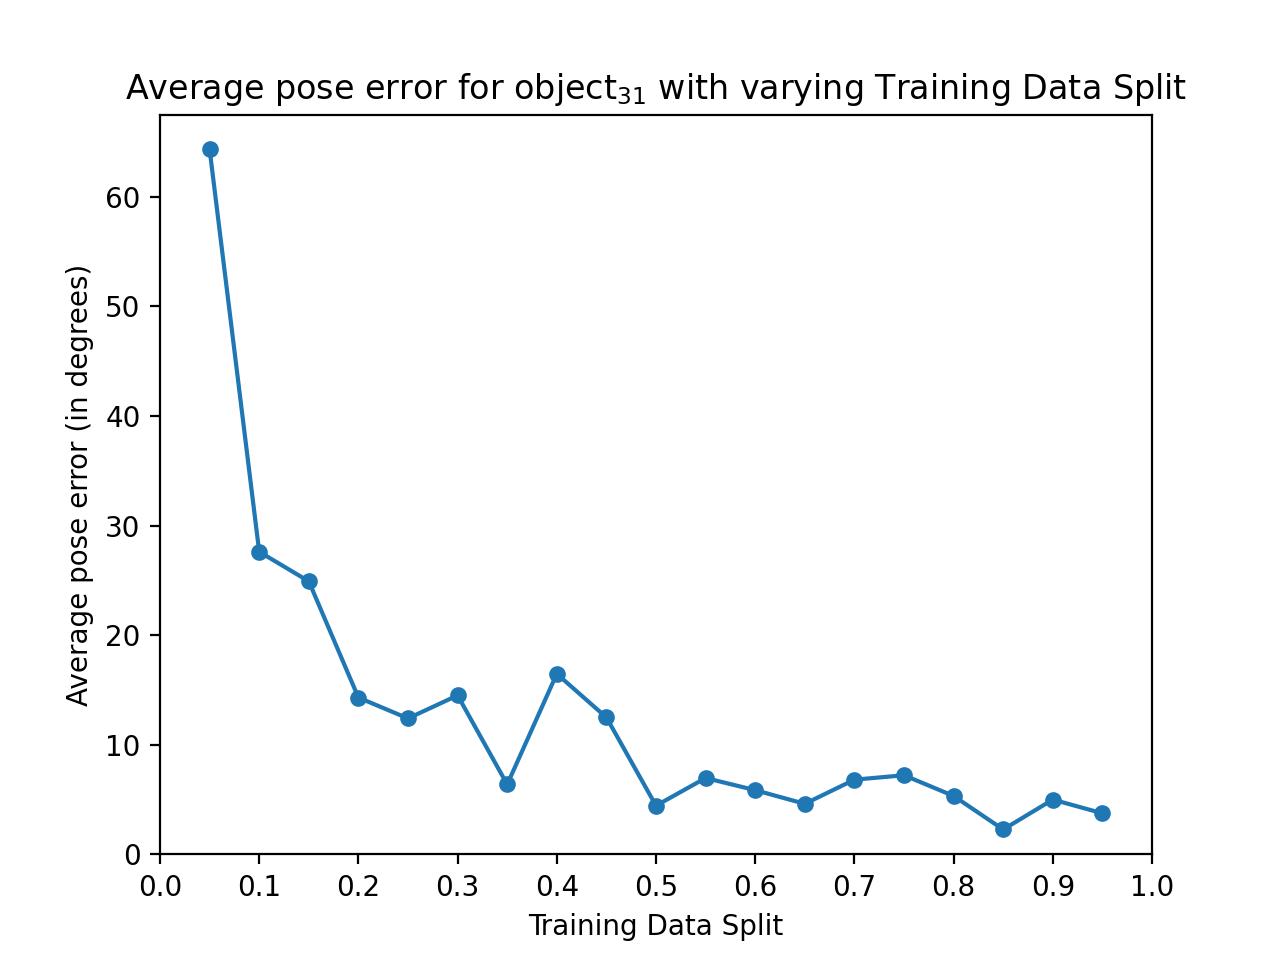 Average pose error for object₃₁ with varying Training Data Split
Average pose error (in degrees)
60
50
40
30
20
10
0
0.0 0.1 0.2 0.3 0.4 0.5 0.6 0.7 0.8 0.9 1.0
Training Data Split